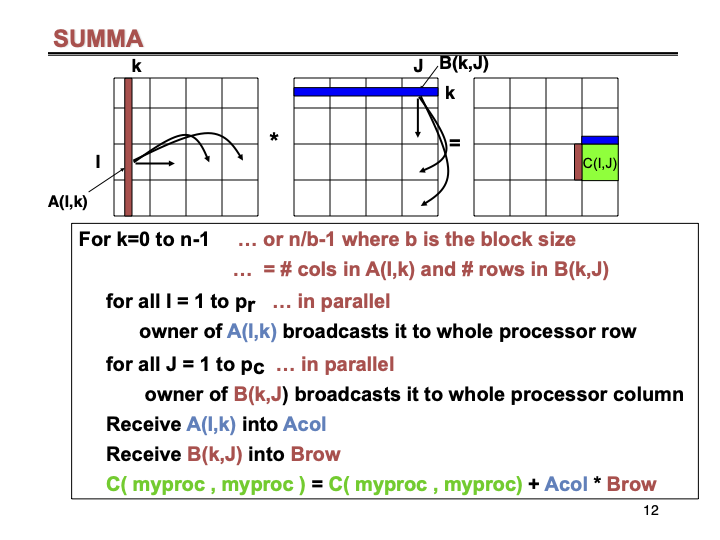 SUMMA
k
J B(k,J)
k
*
=
I
C(I,J)
A(I,k)
For k=0 to n-1 … or n/b-1 where b is the block size
… = # cols in A(I,k) and # rows in B(k,J)
for all I = 1 to pr … in parallel
owner of A(I,k) broadcasts it to whole processor row
for all J = 1 to pc … in parallel
owner of B(k,J) broadcasts it to whole processor column
Receive A(I,k) into Acol
Receive B(k,J) into Brow
C( myproc , myproc ) = C( myproc , myproc) + Acol * Brow
12